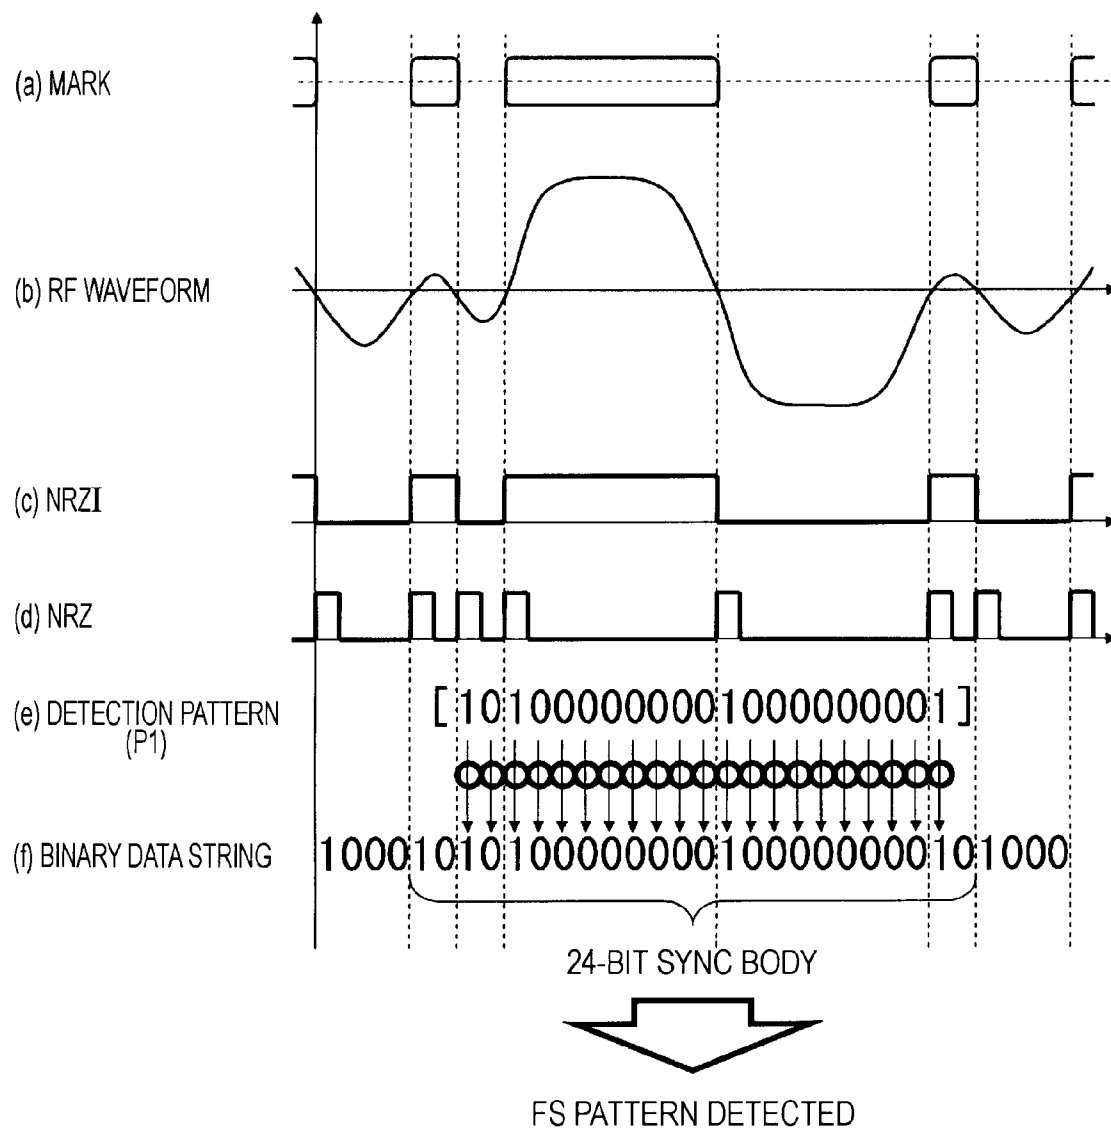 (a) MARK
(b) RF WAVEFORM
(c) NRZI
(d) NRZ
(e) DETECTION PATTERN (P1)
[101000000001000000001]
(f) BINARY DATA STRING
10001010100000000100000000101000
24-BIT SYNC BODY
FS PATTERN DETECTED